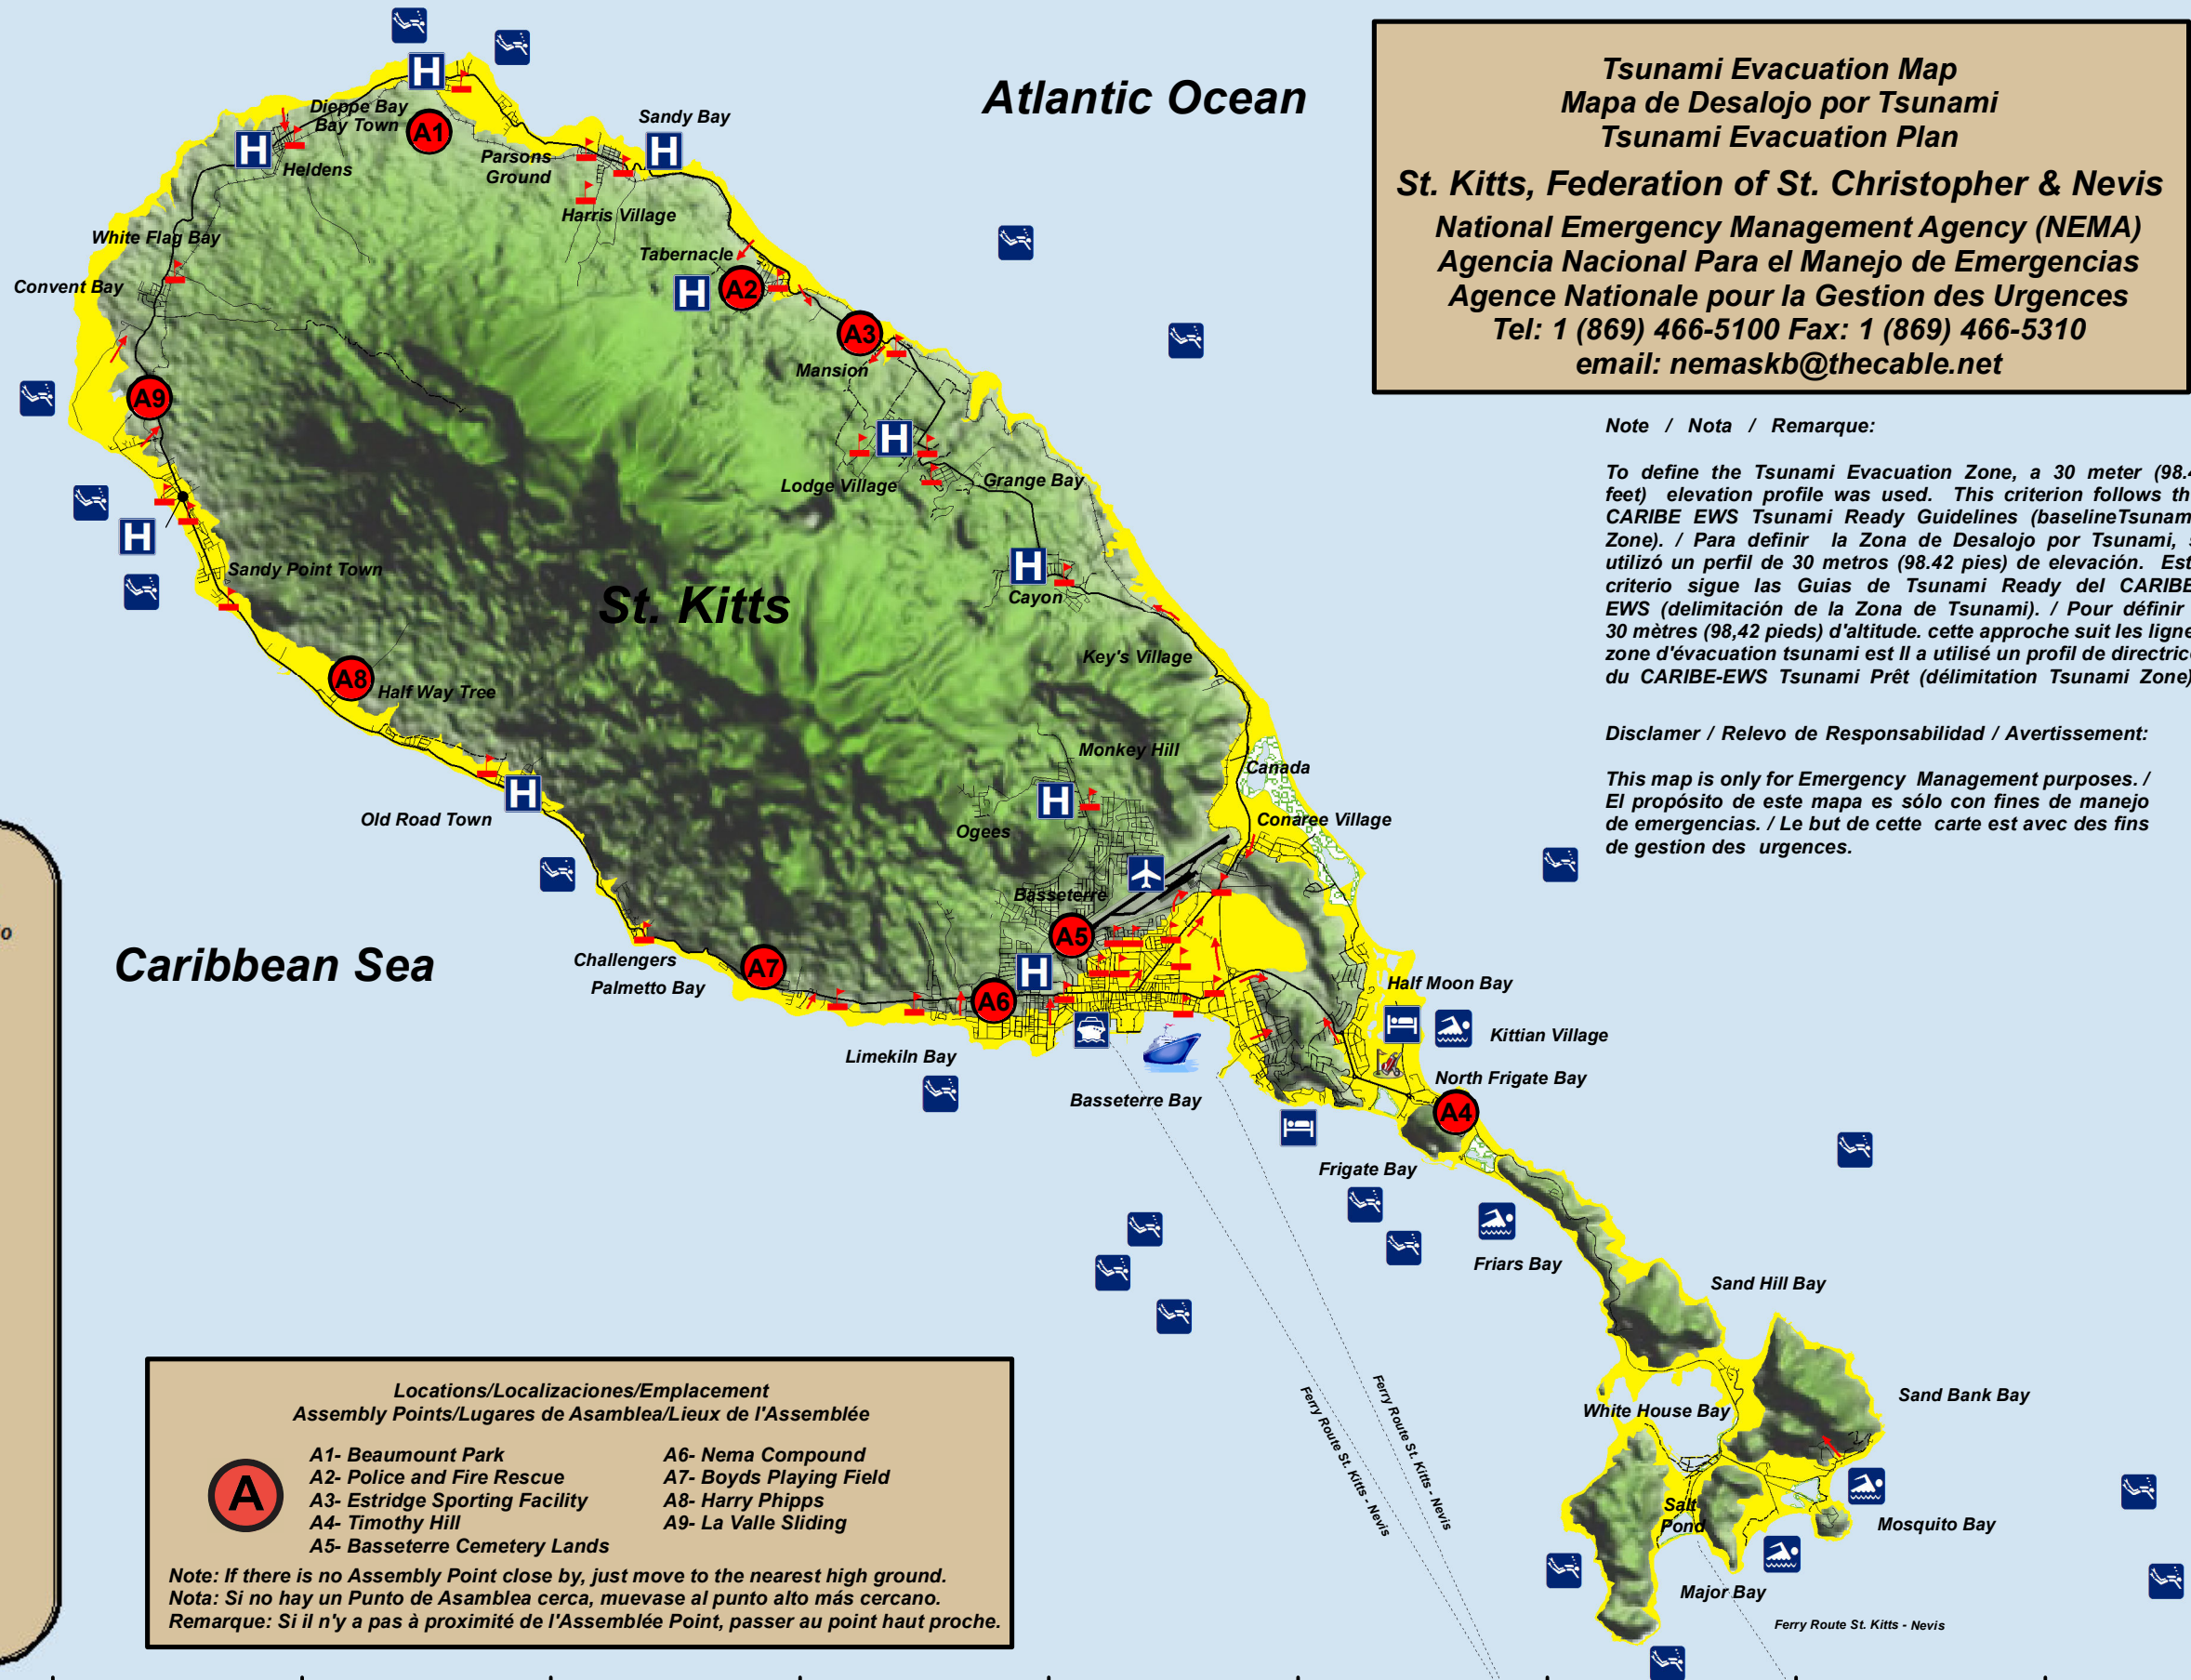 Tsunami Evacuation Map
Mapa de Desalojo por Tsunami
Tsunami Evacuation Plan
St. Kitts, Federation of St. Christopher & Nevis
National Emergency Management Agency (NEMA)
Agencia Nacional Para el Manejo de Emergencias
Agence Nationale pour la Gestion des Urgences
Tel: 1 (869) 466-5100 Fax: 1 (869) 466-5310
email: nemaskb@thecable.net
Note / Nota / Remarque:
To define the Tsunami Evacuation Zone, a 30 meter (98.4
feet) elevation profile was used. This criterion follows th
CARIBE EWS Tsunami Ready Guidelines (baselineTsunam
Zone). / Para definir la Zona de Desalojo por Tsunami, s
utilizó un perfil de 30 metros (98.42 pies) de elevación. Est
criterio sigue las Guias de Tsunami Ready del CARIBE
EWS (delimitación de la Zona de Tsunami). / Pour définir
30 mètres (98,42 pieds) d'altitude. cette approche suit les ligne
zone d'évacuation tsunami est Il a utilisé un profil de directric
du CARIBE-EWS Tsunami Prêt (délimitation Tsunami Zone)
Disclamer / Relevo de Responsabilidad / Avertissement:
This map is only for Emergency Management purposes. /
El propósito de este mapa es sólo con fines de manejo
de emergencias. / Le but de cette carte est avec des fins
de gestion des urgences.
Atlantic Ocean
Caribbean Sea
St. Kitts
H
Dieppe Bay
Bay Town
A1
H
Heldens
Sandy Bay
H
Parsons
Ground
Harris Village
White Flag Bay
Tabernacle
H
A2
Convent Bay
A3
Mansion
A9
H
Lodge Village
Grange Bay
H
Sandy Point Town
H
Cayon
Key's Village
A8
Half Way Tree
Monkey Hill
Canada
H
Old Road Town
H
Ogees
Conaree Village
Basseterre
A5
Challengers
A7
Palmetto Bay
H
A6
Half Moon Bay
Kittian Village
Limekiln Bay
North Frigate Bay
Basseterre Bay
A4
Frigate Bay
Friars Bay
Sand Hill Bay
Sand Bank Bay
White House Bay
Salt
Pond
Mosquito Bay
Major Bay
Ferry Route St. Kitts - Nevis
Ferry Route St. Kitts - Nevis
Ferry Route St. Kitts - Nevis
o
Locations/Localizaciones/Emplacement
Assembly Points/Lugares de Asamblea/Lieux de l'Assemblée
A
A1- Beaumount Park
A2- Police and Fire Rescue
A3- Estridge Sporting Facility
A4- Timothy Hill
A5- Basseterre Cemetery Lands
A6- Nema Compound
A7- Boyds Playing Field
A8- Harry Phipps
A9- La Valle Sliding
Note: If there is no Assembly Point close by, just move to the nearest high ground.
Nota: Si no hay un Punto de Asamblea cerca, muevase al punto alto más cercano.
Remarque: Si il n'y a pas à proximité de l'Assemblée Point, passer au point haut proche.